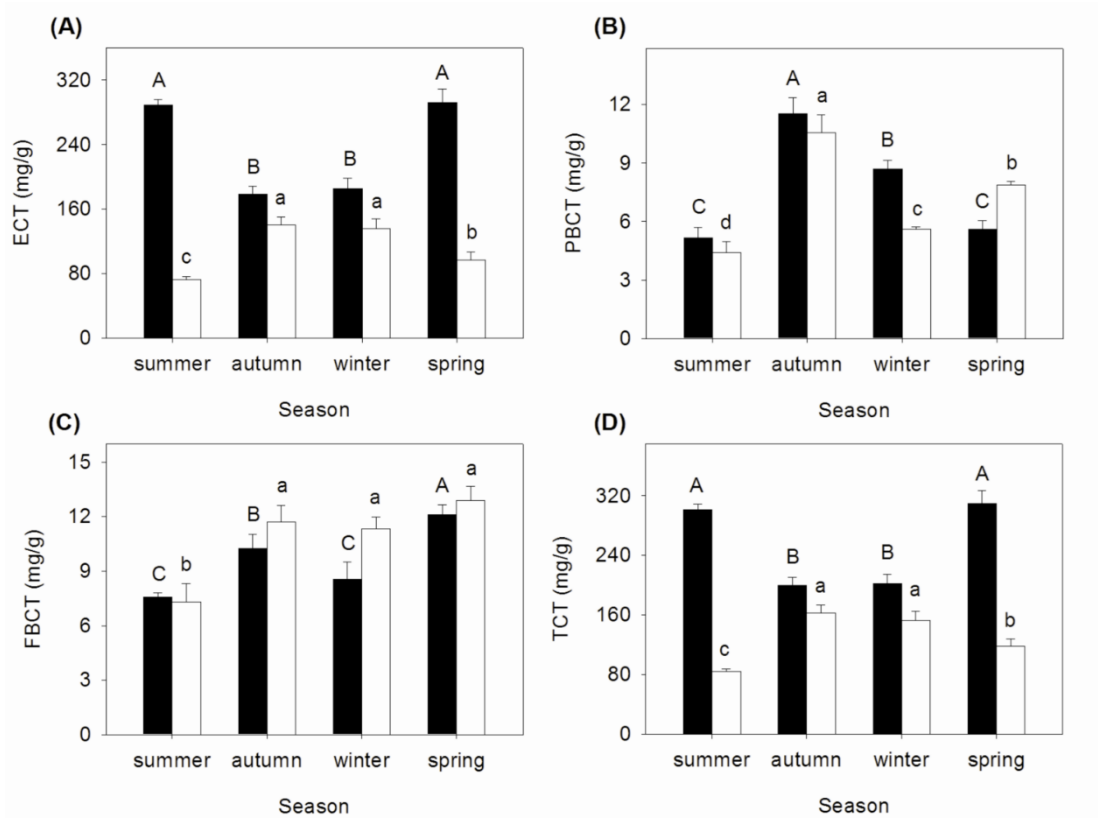 (A)
ECT (mg/g)
320
240
160
80
0
A
c
B
a
B
a
A
b
summer autumn winter spring
Season
(B)
PBCT (mg/g)
12
9
6
3
0
C
d
A
a
B
c
C
b
summer autumn winter spring
Season
(C)
FBCT (mg/g)
15
12
9
6
3
0
C
b
B
a
C
a
A
a
summer autumn winter spring
Season
(D)
TCT (mg/g)
320
240
160
80
0
A
c
B
a
B
a
A
b
summer autumn winter spring
Season